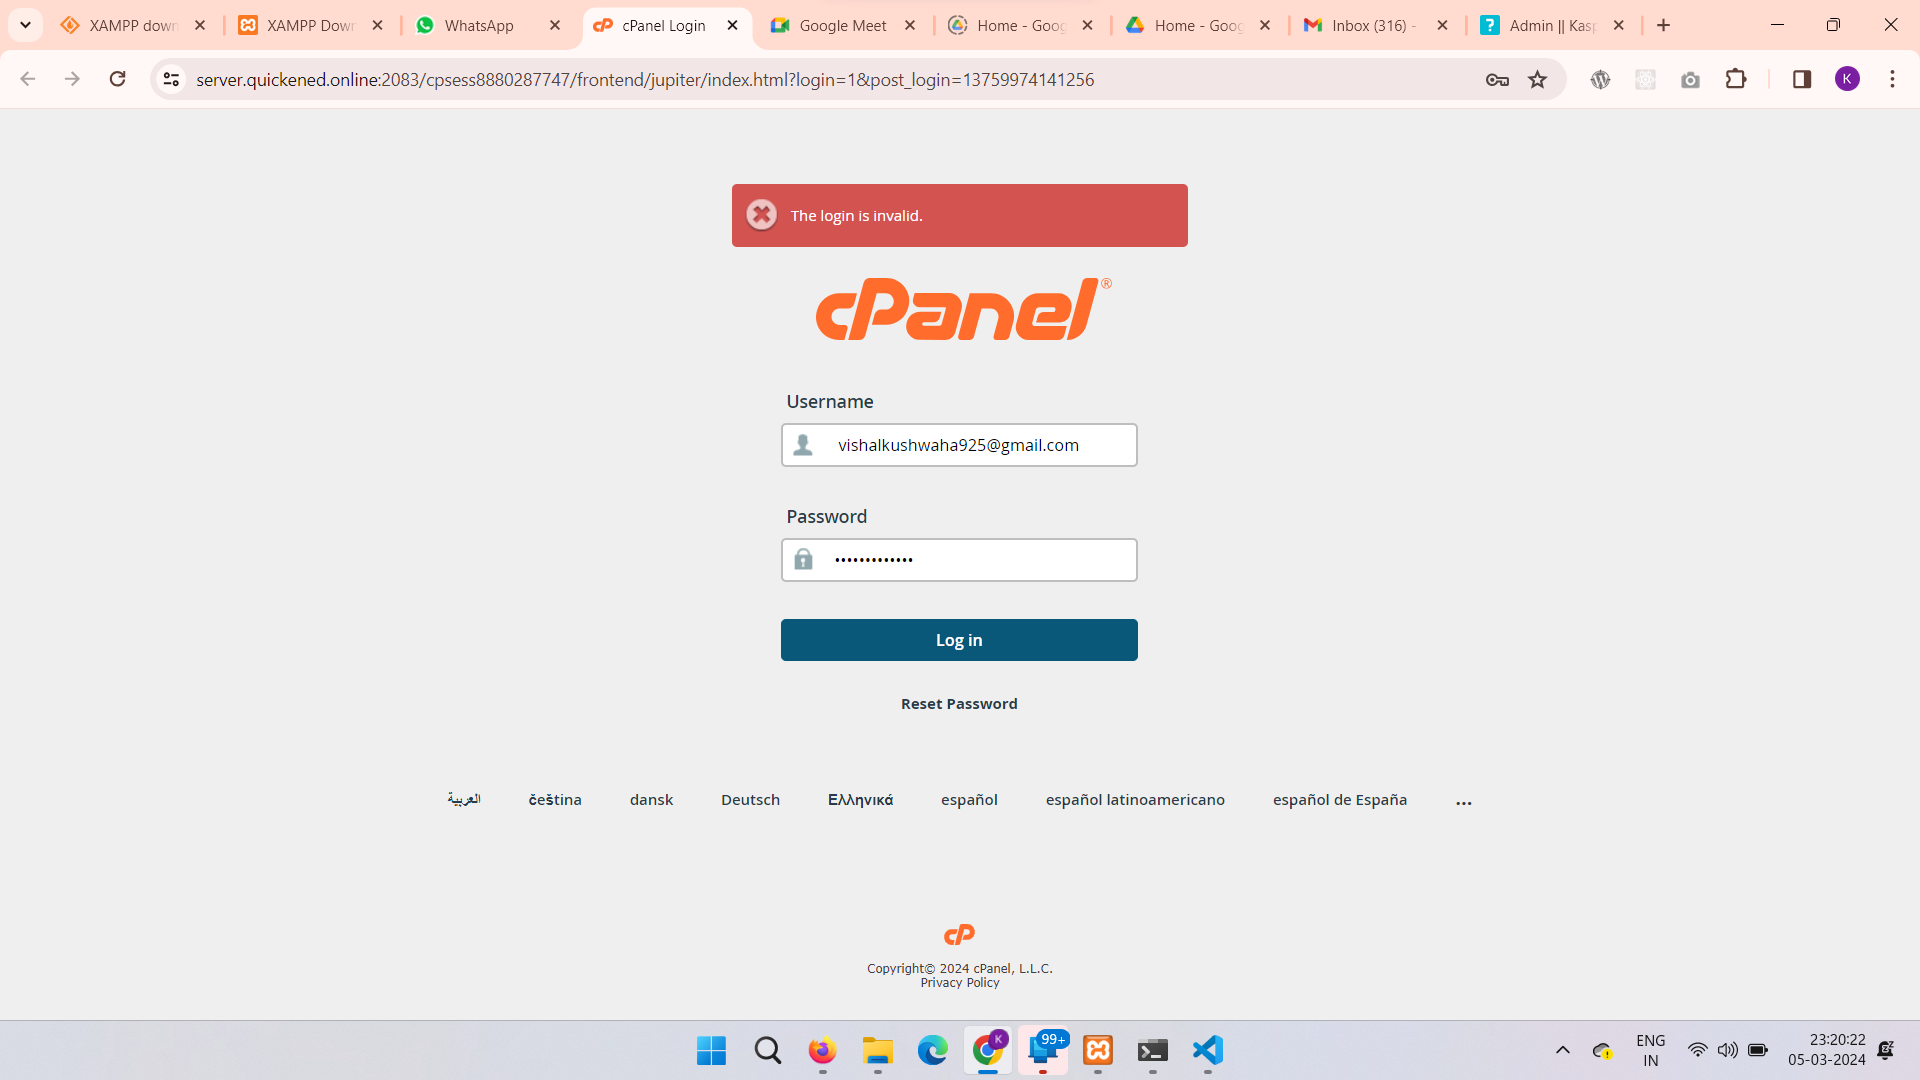 XAMPP down
XAMPP Down
WhatsApp
cPanel Login
Google Meet
Home - Goog
Home - Goog
Inbox (316) -
Admin || Kasp
server.quickened.online:2083/cpsess8880287747/frontend/jupiter/index.html?login=1&post_login=13759974141256
K
The login is invalid.
cPanel®
Username
vishalkushwaha925@gmail.com
Password
•••••••••••••
Log in
Reset Password
العربية čeština dansk Deutsch Ελληνικά español español latinoamericano español de España ...
cP
Copyright© 2024 cPanel, L.L.C.
Privacy Policy
K
99+
ENG
IN
23:20:22
05-03-2024